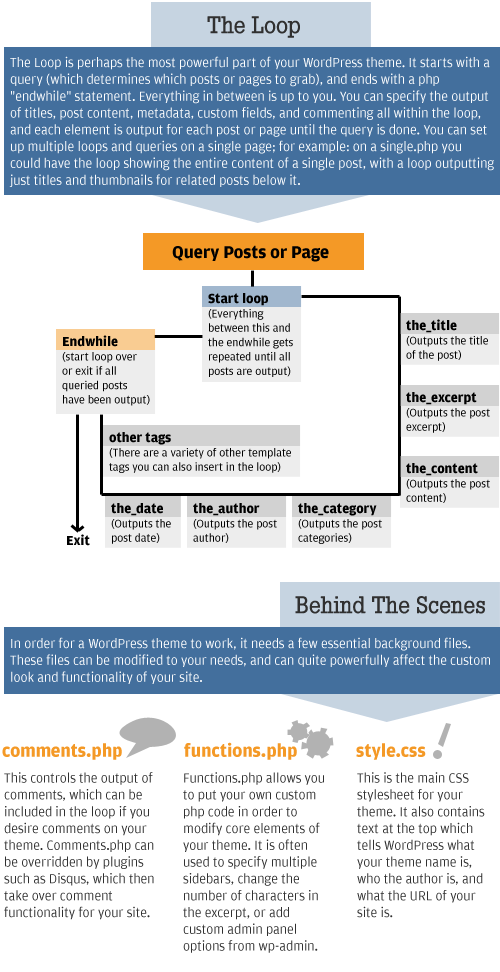 The Loop
The Loop is perhaps the most powerful part of your WordPress theme. It starts with a
query (which determines which posts or pages to grab), and ends with a php
"endwhile" statement. Everything in between is up to you. You can specify the output
of titles, post content, metadata, custom fields, and commenting all within the loop,
and each element is output for each post or page until the query is done. You can set
up multiple loops and queries on a single page; for example: on a single.php you
could have the loop showing the entire content of a single post, with a loop outputting
just titles and thumbnails for related posts below it.
Query Posts or Page
Start loop
(Everything
between this and
the endwhile gets
repeated until all
posts are output)
the_title
(Outputs the title
of the post)
the_excerpt
(Outputs the post
excerpt)
the_content
(Outputs the post
content)
the_category
(Outputs the post
categories)
the_author
(Outputs the post
author)
the_date
(Outputs the
post date)
other tags
(There are a variety of other template
tags you can also insert in the loop)
Endwhile
(start loop over
or exit if all
queried posts
have been output)
Exit
Behind The Scenes
In order for a WordPress theme to work, it needs a few essential background files.
These files can be modified to your needs, and can quite powerfully affect the custom
look and functionality of your site.
comments.php
This controls the output of
comments, which can be
included in the loop if you
desire comments on your
theme. Comments.php can
be overridden by plugins
such as Disqus, which then
take over comment
functionality for your site.
functions.php
Functions.php allows you
to put your own custom
php code in order to
modify core elements of
your theme. It is often
used to specify multiple
sidebars, change the
number of characters in
the excerpt, or add
custom admin panel
options from wp-admin.
style.css
This is the main CSS
stylesheet for your
theme. It also contains
text at the top which
tells WordPress what
your theme name is,
who the author is, and
what the URL of your
site is.